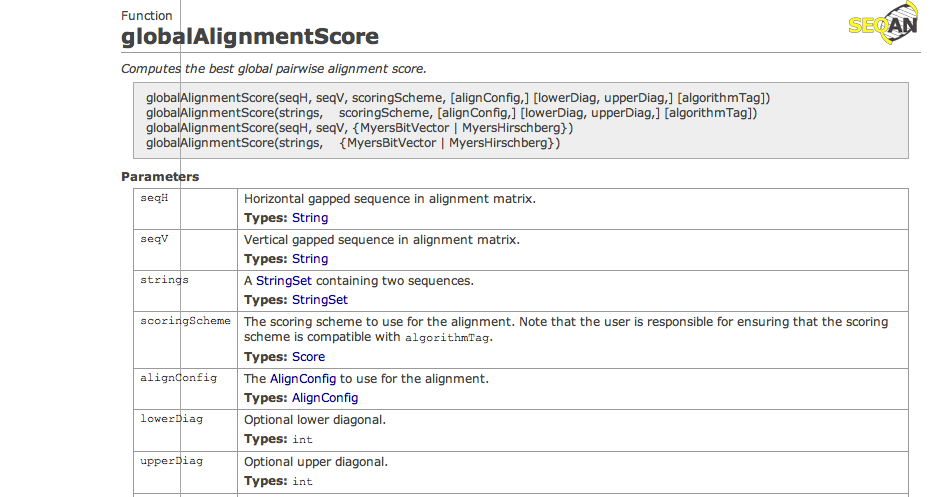 Function
SEQAN
globalAlignmentScore
Computes the best global pairwise alignment score.
globalAlignmentScore(seqH, seqV, scoringScheme, [alignConfig,] [lowerDiag, upperDiag,] [algorithmTag])
globalAlignmentScore(strings,    scoringScheme, [alignConfig,] [lowerDiag, upperDiag,] [algorithmTag])
globalAlignmentScore(seqH, seqV, {MyersBitVector | MyersHirschberg})
globalAlignmentScore(strings,    {MyersBitVector | MyersHirschberg})
Parameters
seqH Horizontal gapped sequence in alignment matrix.
Types: String
seqV Vertical gapped sequence in alignment matrix.
Types: String
strings A StringSet containing two sequences.
Types: StringSet
scoringScheme The scoring scheme to use for the alignment. Note that the user is responsible for ensuring that the scoring
scheme is compatible with algorithmTag.
Types: Score
alignConfig The AlignConfig to use for the alignment.
Types: AlignConfig
lowerDiag Optional lower diagonal.
Types: int
upperDiag Optional upper diagonal.
Types: int